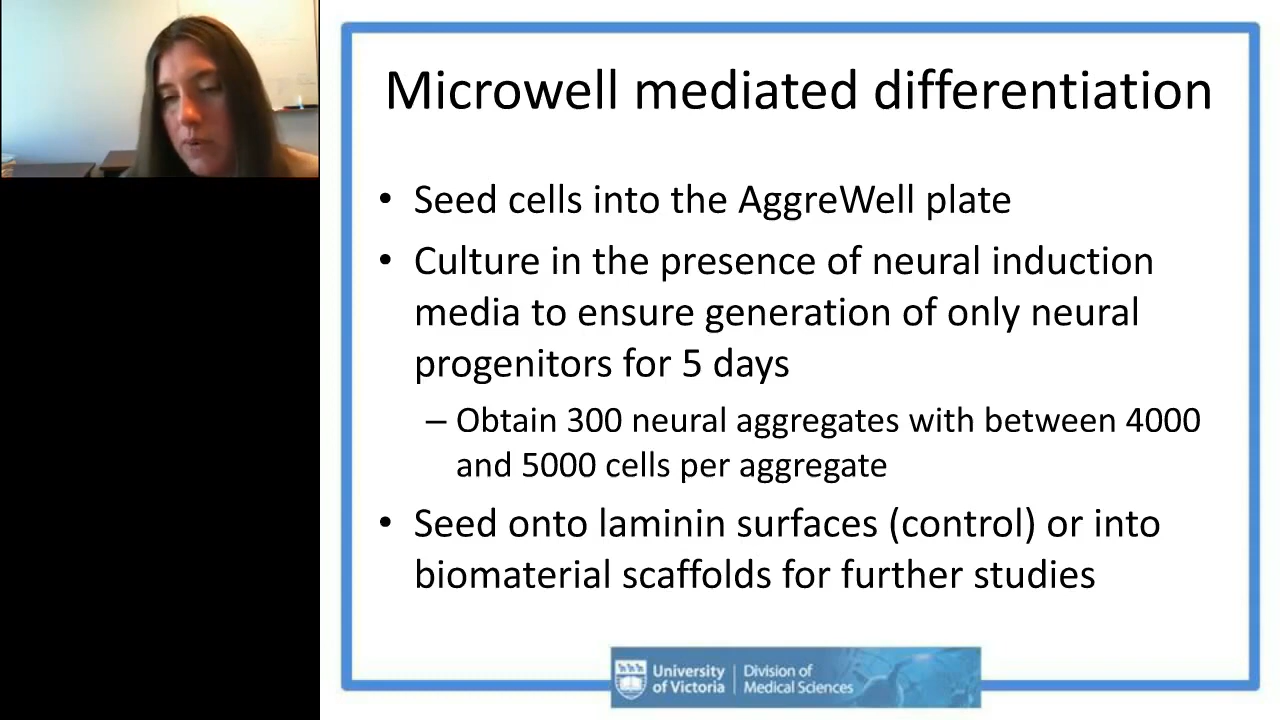 Microwell mediated differentiation
• Seed cells into the AggreWell plate
• Culture in the presence of neural induction
media to ensure generation of only neural
progenitors for 5 days
– Obtain 300 neural aggregates with between 4000
and 5000 cells per aggregate
• Seed onto laminin surfaces (control) or into
biomaterial scaffolds for further studies
University
of Victoria
Division of
Medical Sciences